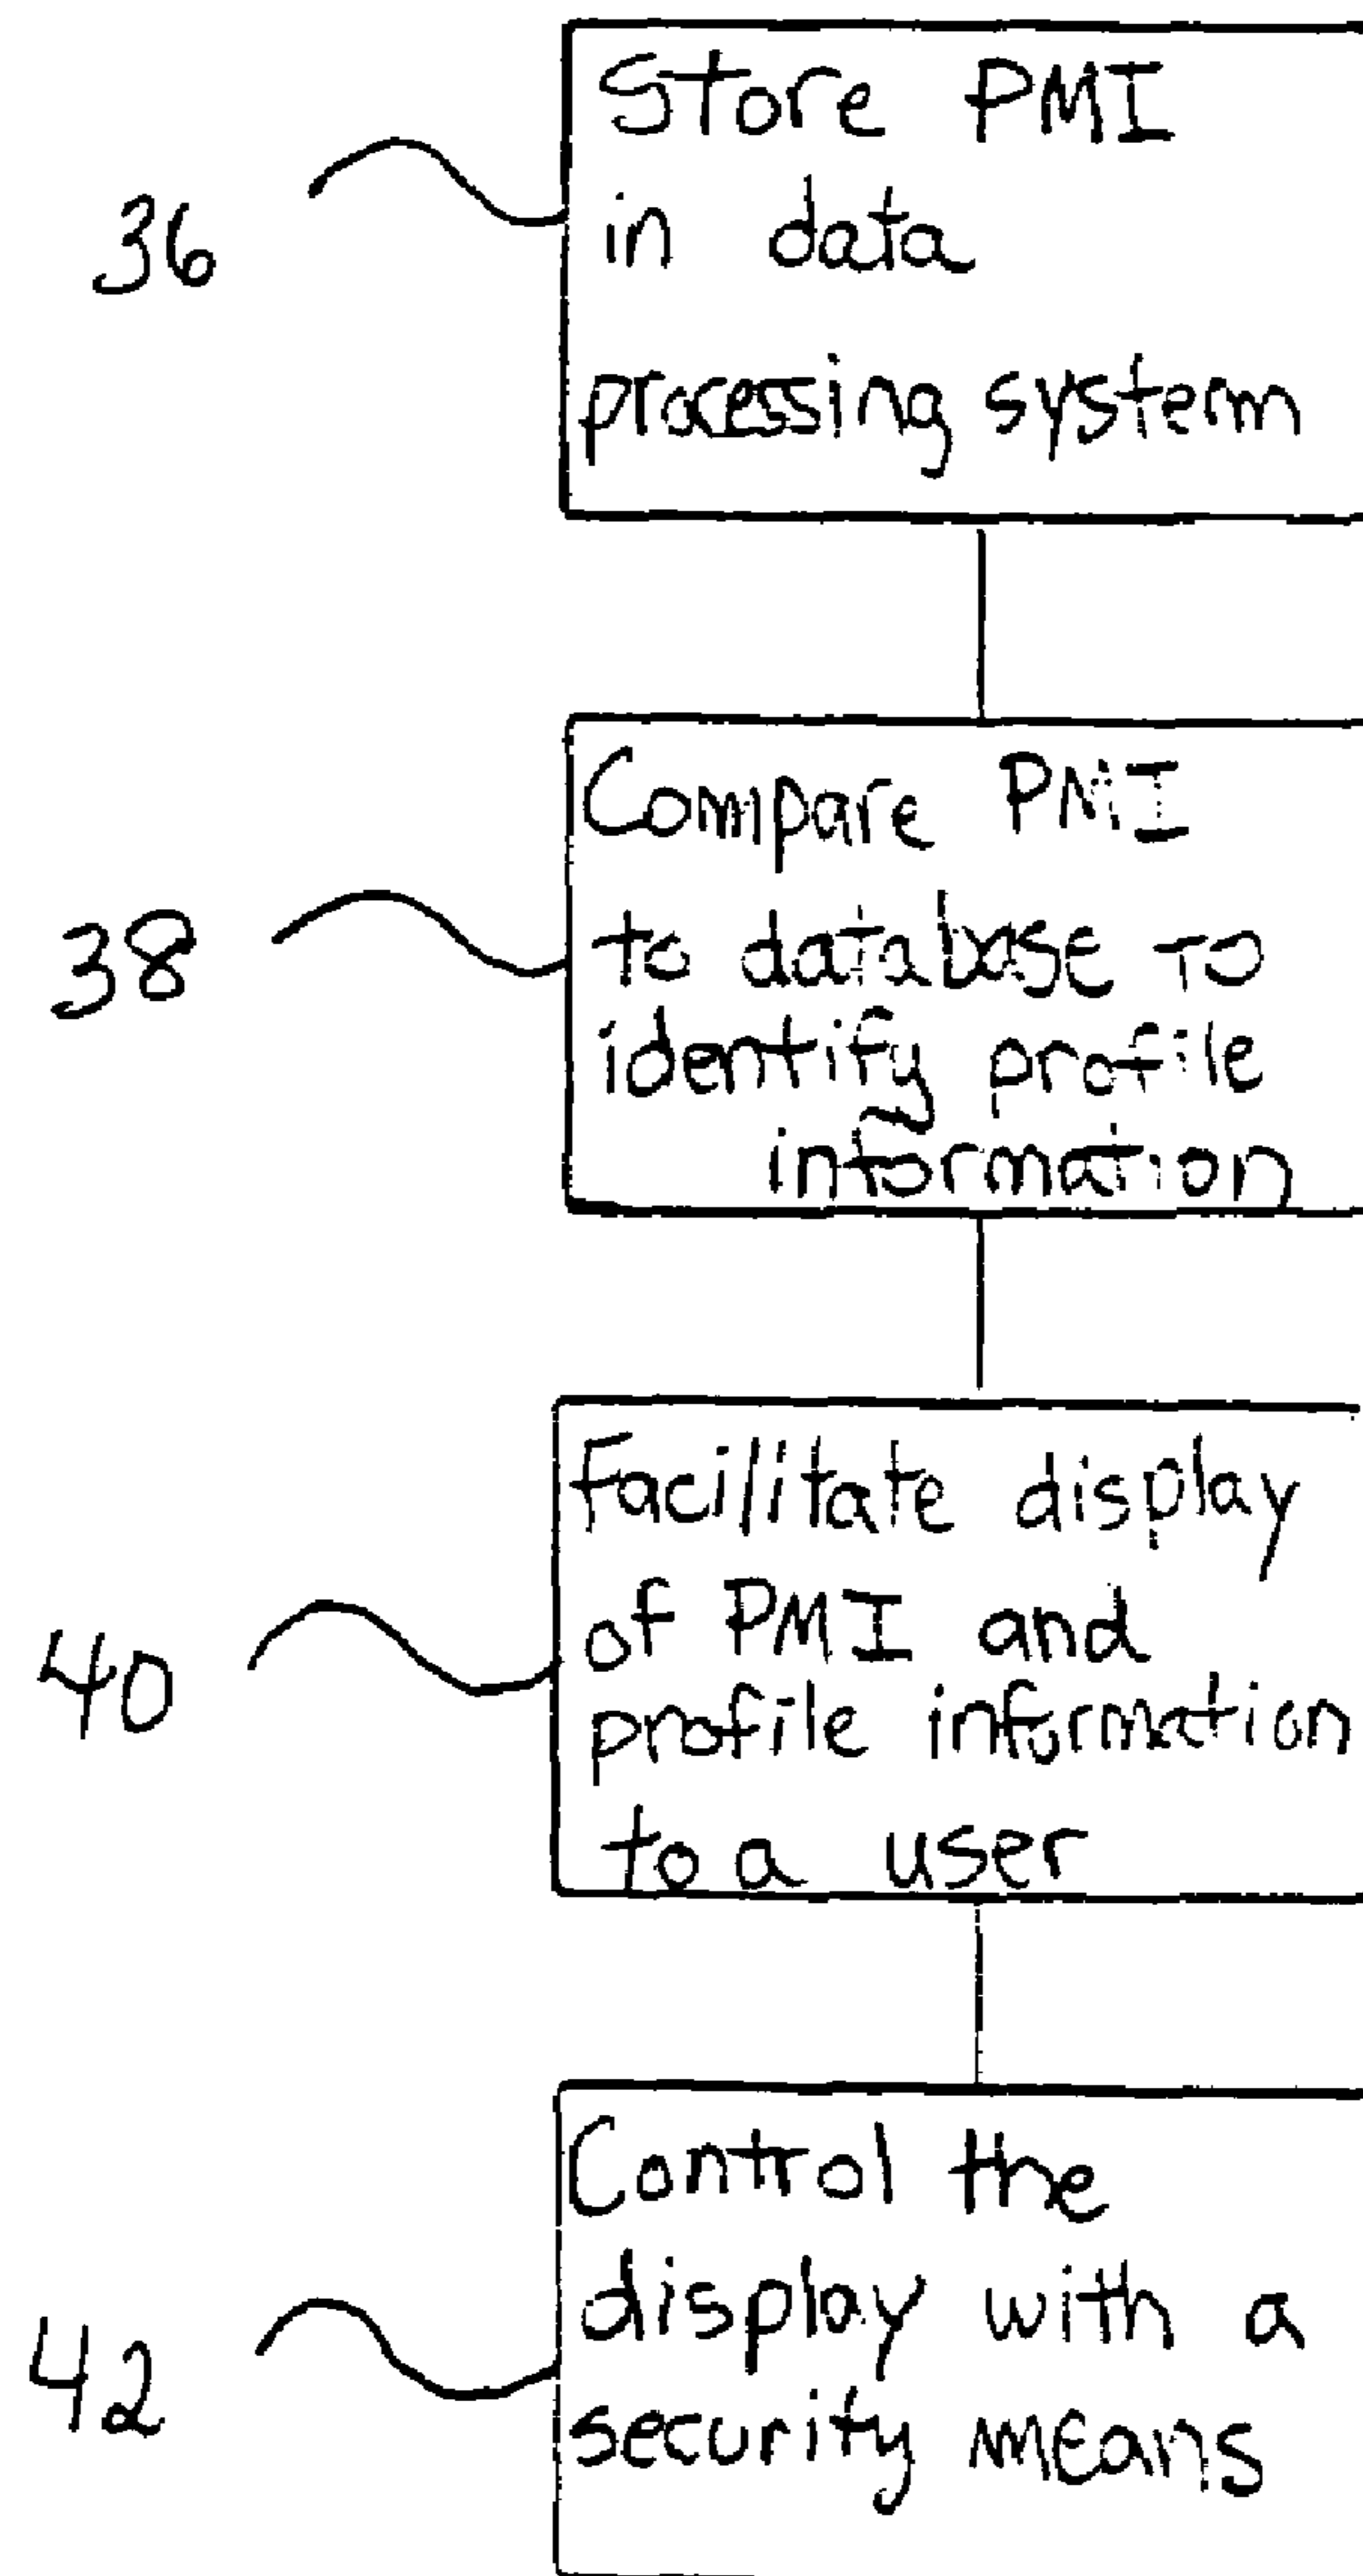 Store PMI
36
in data
processing system
Compare PMI
38
to database to
identify profile
information
Facilitate display
of PMI and
40
profile information
to a user
Control the
display with a
42
security means